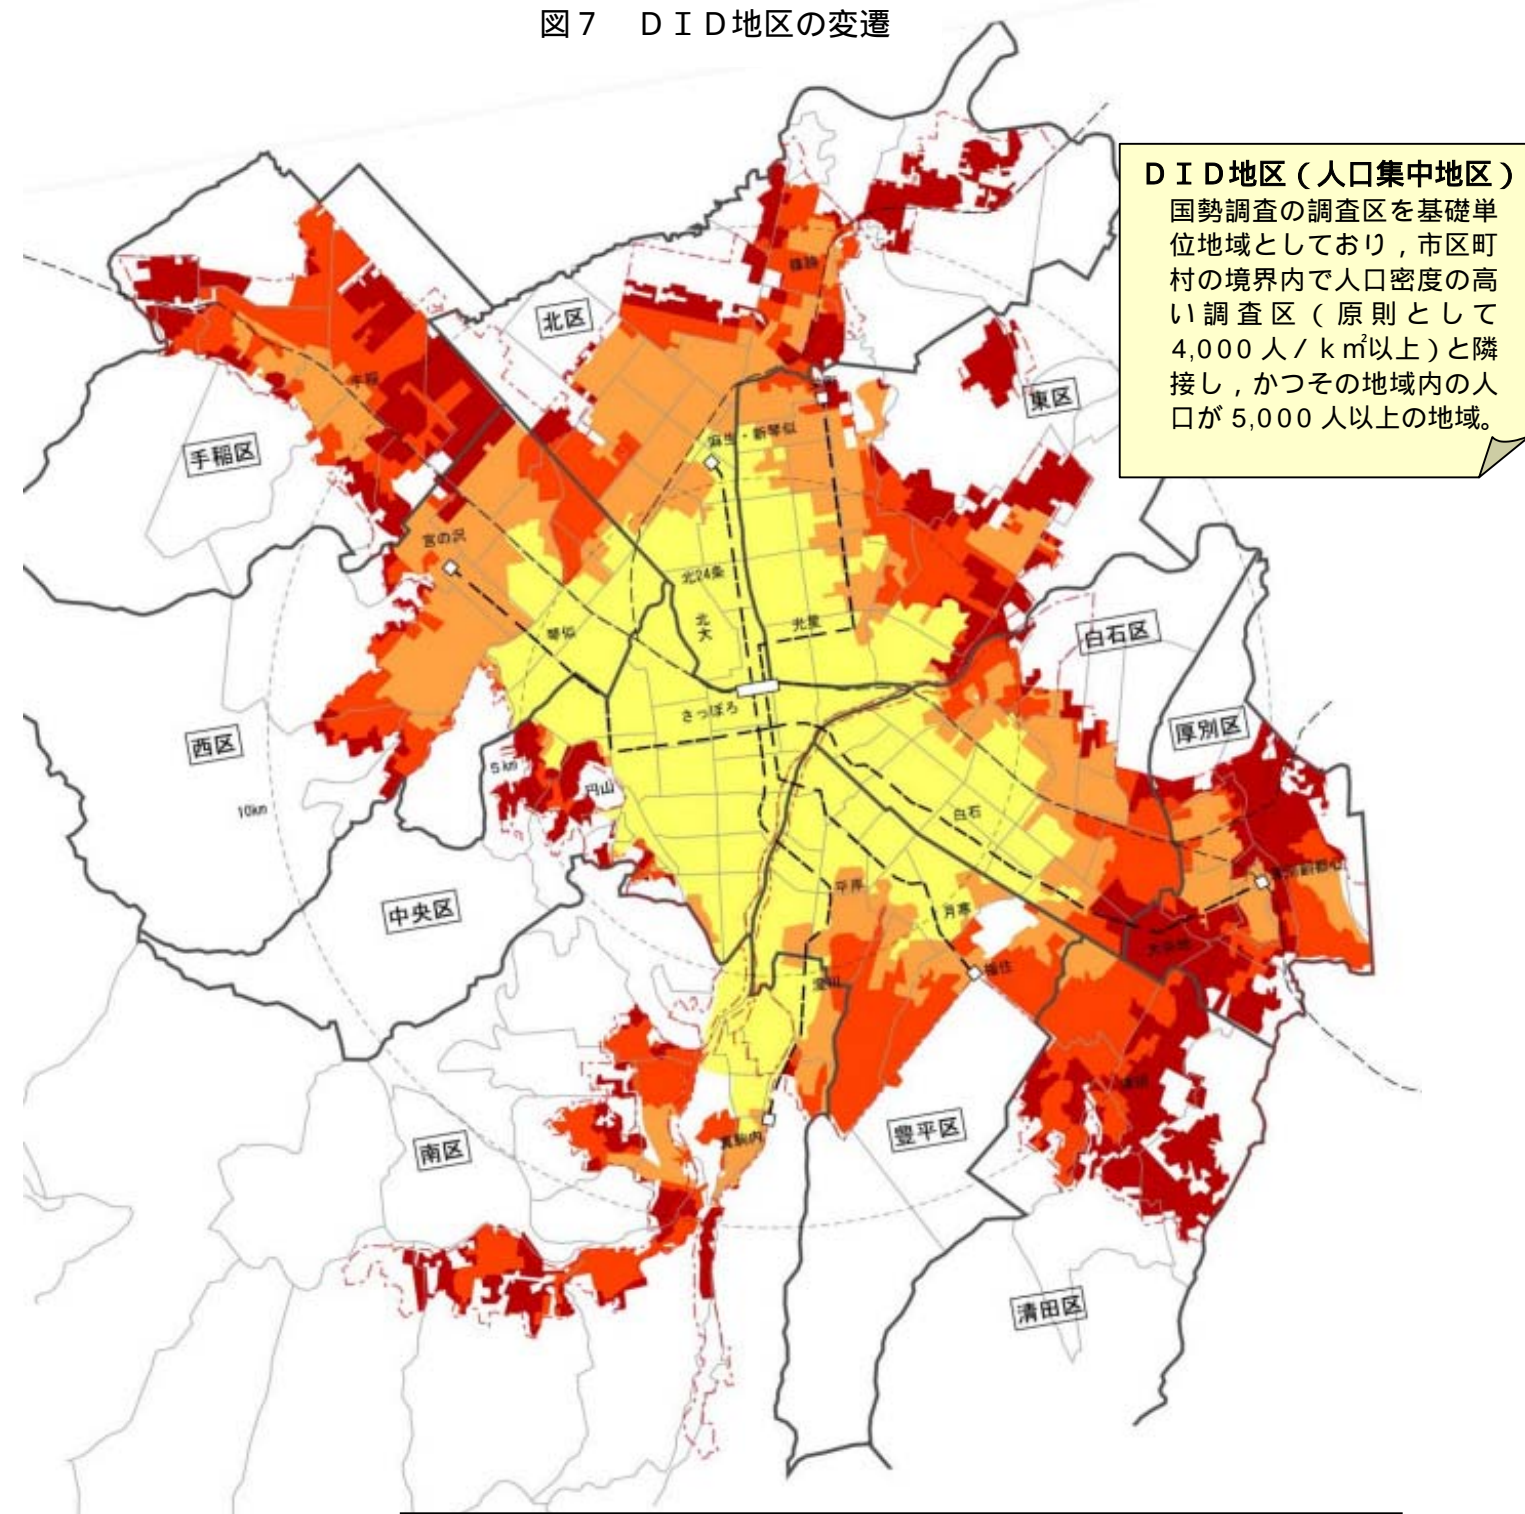 図７　ＤＩＤ地区の変遷
ＤＩＤ地区（人口集中地区）
国勢調査の調査区を基礎単
位地域としており，市区町
村の境界内で人口密度の高
い調査区（原則として
4,000 人／ｋ㎡以上）と隣
接し，かつその地域内の人
口が 5,000 人以上の地域。
篠路
北区
手稲
栄町
東区
麻生・新琴似
手稲区
宮の沢
北24条
北大
光星
琴似
白石区
さっぽろ
西区
厚別区
5km
円山
10km
白石
平岸
中央区
月寒
大谷地
福住
澄川
清田
豊平区
真駒内
南区
清田区